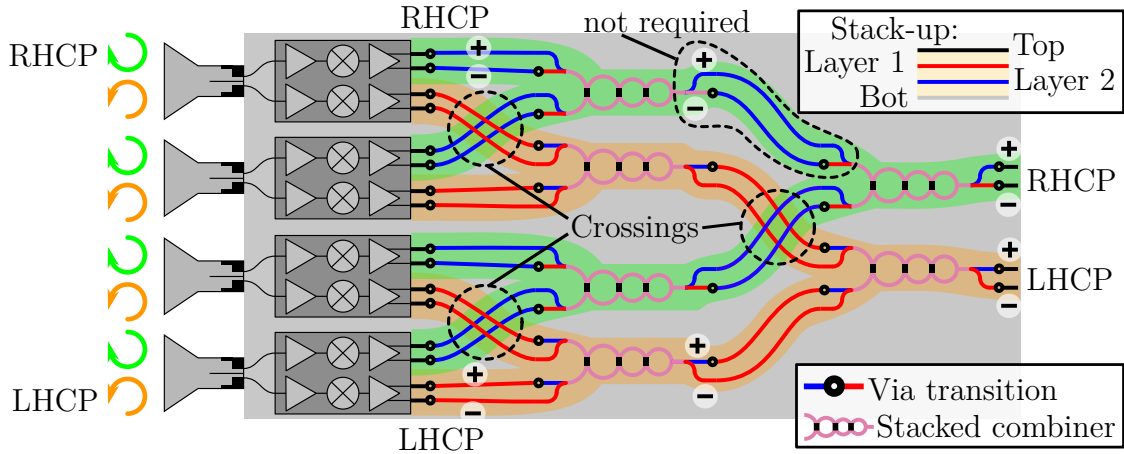 RHCP
not required
Stack-up:
Top
Layer 1
Layer 2
Bot
RHCP
+
−
+
−
+
RHCP
−
Crossings
+
LHCP
−
+
−
+
−
LHCP
LHCP
Via transition
Stacked combiner